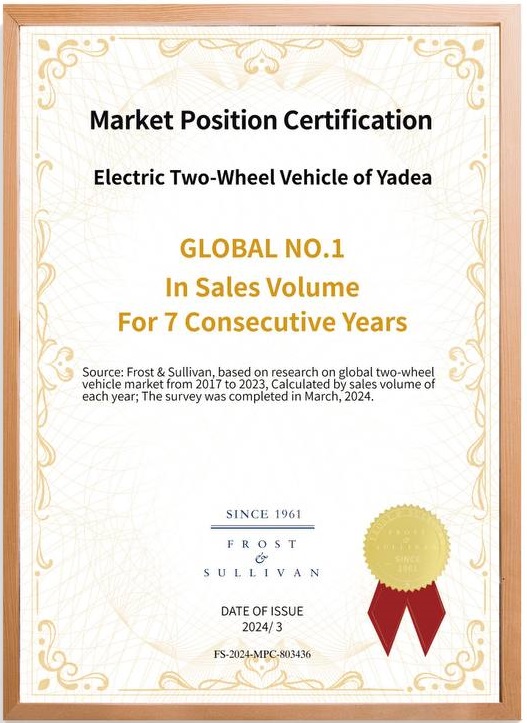 Market Position Certification
Electric Two-Wheel Vehicle of Yadea
GLOBAL NO.1
In Sales Volume
For 7 Consecutive Years
Source: Frost & Sullivan, based on research on global two-wheel
vehicle market from 2017 to 2023, Calculated by sales volume of
each year; The survey was completed in March, 2024.
SINCE 1961
FROST
&
SULLIVAN
FROST
&
SULLIVAN
SINCE
1961
DATE OF ISSUE
2024/ 3
FS-2024-MPC-803436